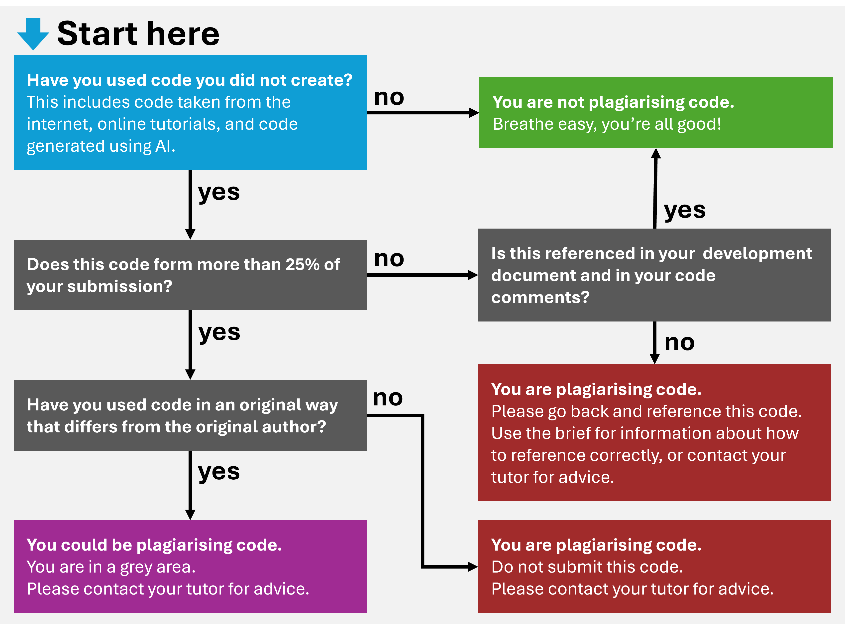 Start here
Have you used code you did not create?
This includes code taken from the
internet, online tutorials, and code
generated using AI.
no
You are not plagiarising code.
Breathe easy, you're all good!
yes
yes
Does this code form more than 25% of
your submission?
no
Is this referenced in your development
document and in your code
comments?
yes
no
Have you used code in an original way
that differs from the original author?
no
You are plagiarising code.
Please go back and reference this code.
Use the brief for information about how
to reference correctly, or contact your
tutor for advice.
yes
You could be plagiarising code.
You are in a grey area.
Please contact your tutor for advice.
You are plagiarising code.
Do not submit this code.
Please contact your tutor for advice.